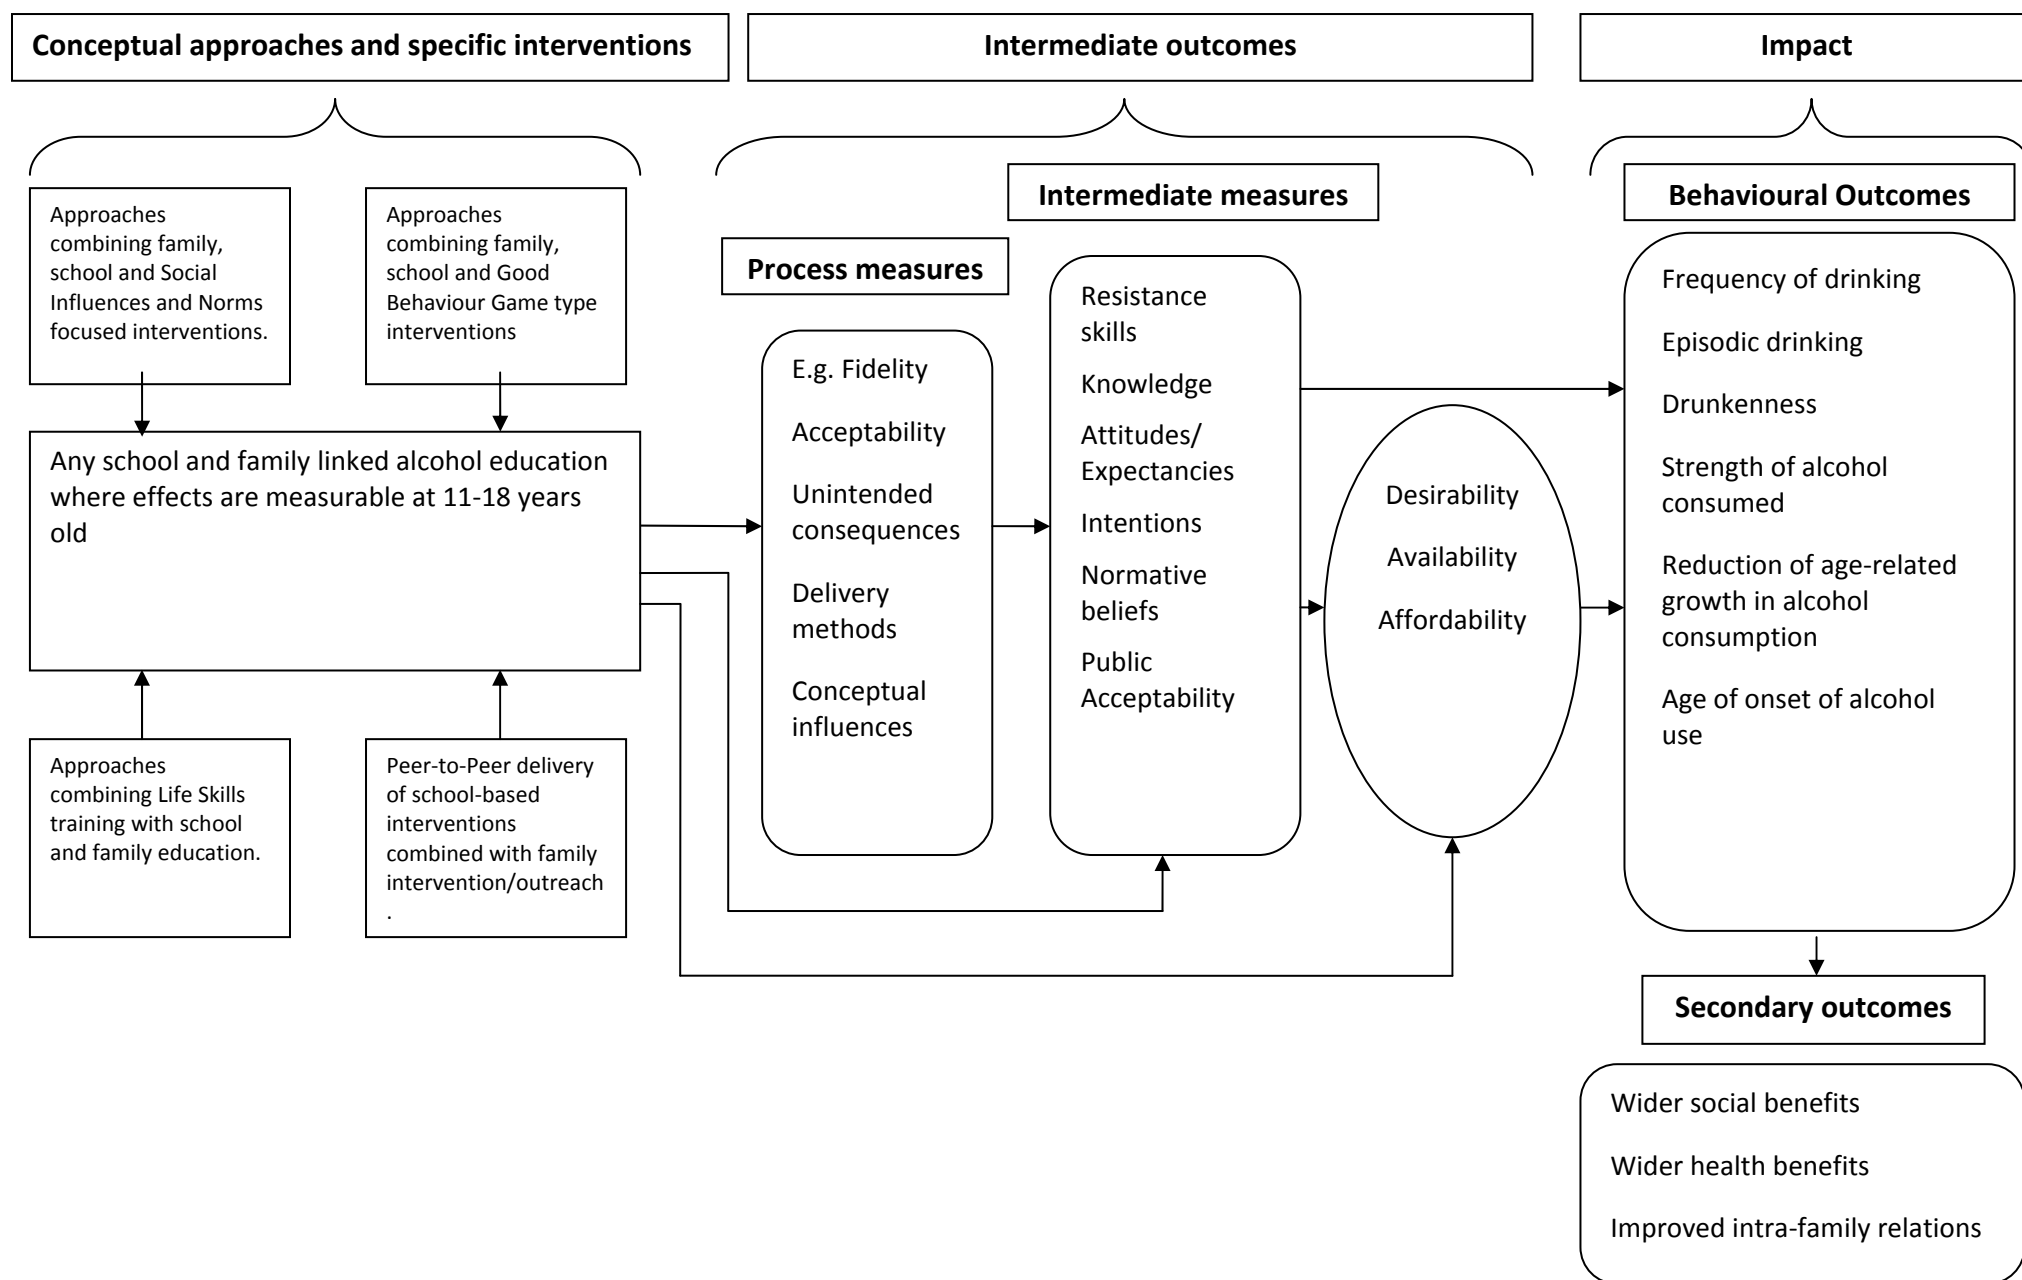 Conceptual approaches and specific interventions
Intermediate outcomes
Impact
Approaches
combining family,
school and Social
Influences and Norms
focused interventions.
Approaches
combining family,
school and Good
Behaviour Game type
interventions
Any school and family linked alcohol education
where effects are measurable at 11-18 years
old
Approaches
combining Life Skills
training with school
and family education.
Peer-to-Peer delivery
of school-based
interventions
combined with family
intervention/outreach
.
Process measures
E.g. Fidelity
Acceptability
Unintended
consequences
Delivery
methods
Conceptual
influences
Intermediate measures
Resistance
skills
Knowledge
Attitudes/
Expectancies
Intentions
Normative
beliefs
Public
Acceptability
Desirability
Availability
Affordability
Behavioural Outcomes
Frequency of drinking
Episodic drinking
Drunkenness
Strength of alcohol
consumed
Reduction of age-related
growth in alcohol
consumption
Age of onset of alcohol
use
Secondary outcomes
Wider social benefits
Wider health benefits
Improved intra-family relations